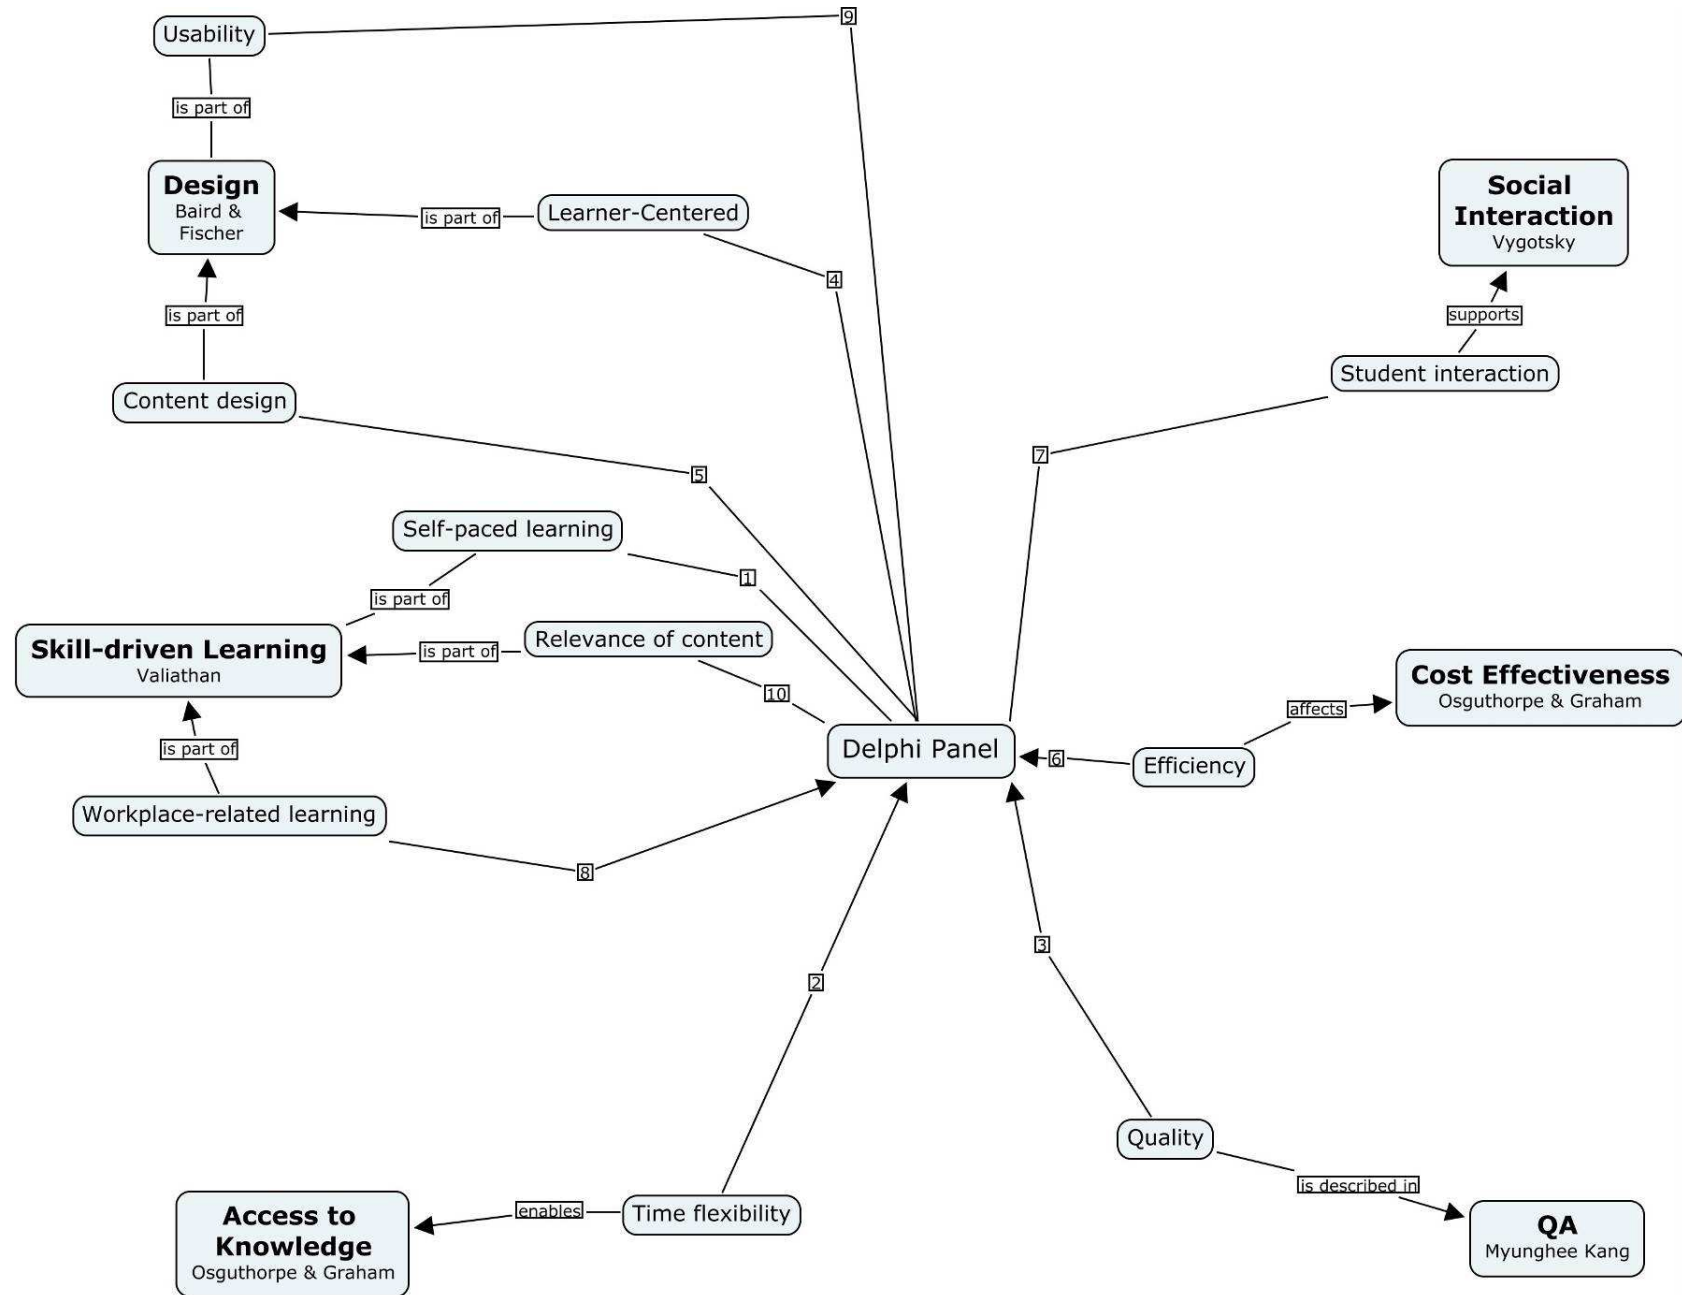 9
Usability
is part of
Design
Baird &
Fischer
is part of
Learner-Centered
4
is part of
Content design
5
Social
Interaction
Vygotsky
supports
Student interaction
7
Self-paced learning
1
is part of
Skill-driven Learning
Valiathan
is part of
Relevance of content
10
is part of
Workplace-related learning
8
Delphi Panel
6
Efficiency
affects
Cost Effectiveness
Osguthorpe & Graham
2
3
Quality
is described in
QA
Myunghee Kang
Access to
Knowledge
Osguthorpe & Graham
enables
Time flexibility